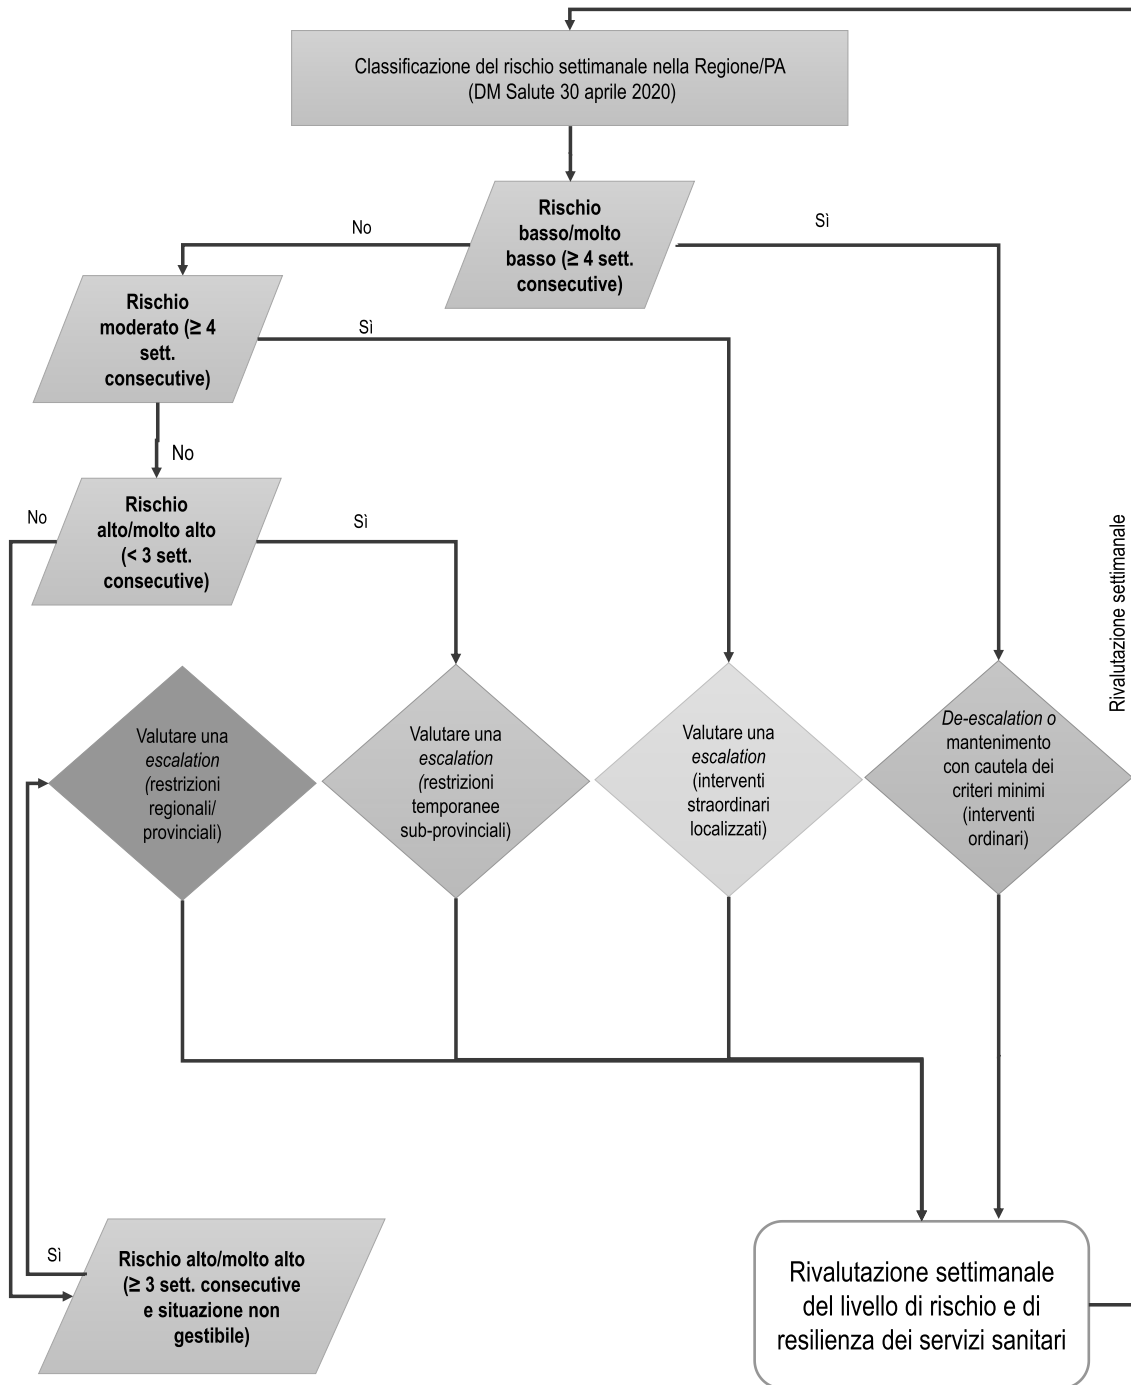 Classificazione del rischio settimanale nella Regione/PA
(DM Salute 30 aprile 2020)
Rischio
basso/molto
basso (≥ 4 sett.
consecutive)
No
Sì
Rischio
moderato (≥ 4
sett.
consecutive)
Sì
No
Rischio
alto/molto alto
(< 3 sett.
consecutive)
No
Sì
Rivalutazione settimanale
Valutare una
escalation
(restrizioni
regionali/
provinciali)
Valutare una
escalation
(restrizioni
temporanee
sub-provinciali)
Valutare una
escalation
(interventi
straordinari
localizzati)
De-escalation o
mantenimento
con cautela dei
criteri minimi
(interventi
ordinari)
Sì
Rischio alto/molto alto
(≥ 3 sett. consecutive
e situazione non
gestibile)
Rivalutazione settimanale
del livello di rischio e di
resilienza dei servizi sanitari